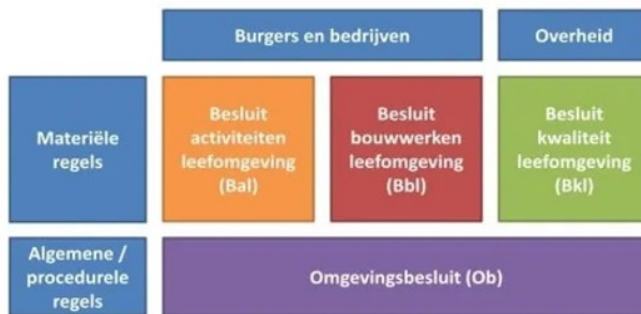 Burgers en bedrijven
Overheid
Materiële
regels
Besluit
activiteiten
leefomgeving
(Bal)
Besluit
bouwwerken
leefomgeving
(Bbl)
Besluit
kwaliteit
leefomgeving
(Bkl)
Algemene /
procedurele
regels
Omgevingsbesluit (Ob)